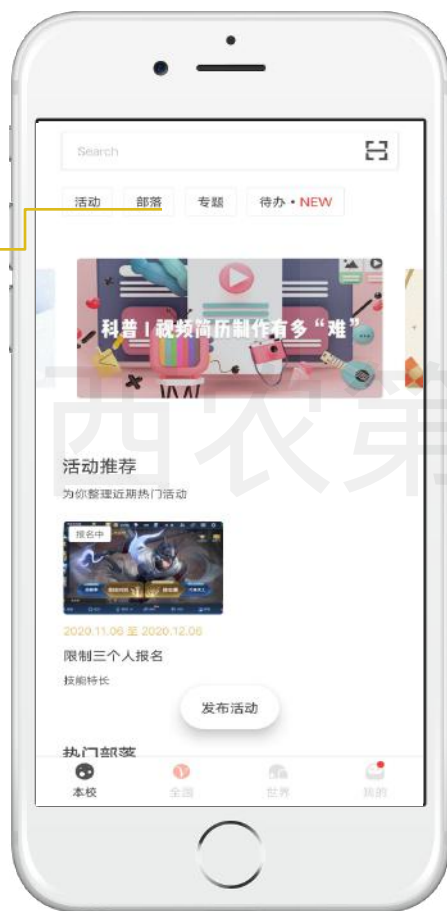 Search
活动
部落
专题
待办・NEW
科普|视频简历制作有多“难”
西农第
活动推荐
为你整理近期热门活动
报名中
2020.11.06 至 2020.12.06
限制三个人报名
技能特长
发布活动
热门部落
本校
全国
世界
我的